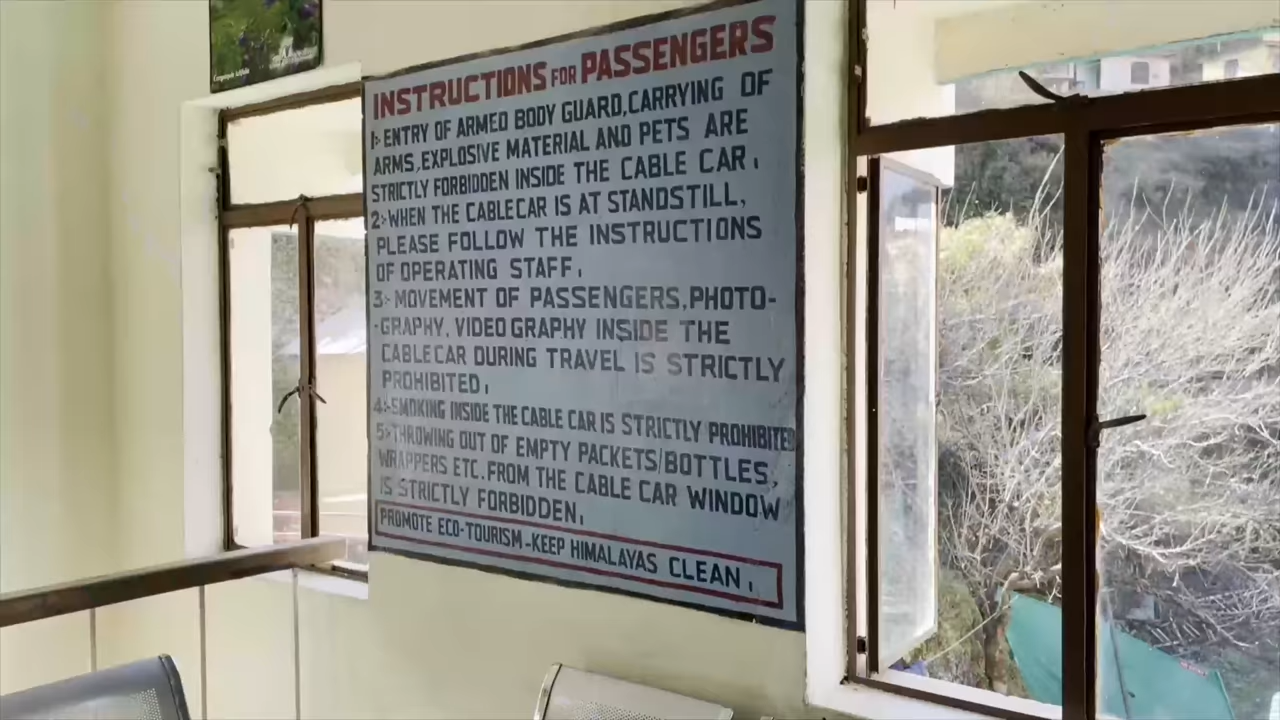 INSTRUCTIONS FOR PASSENGERS
1:- ENTRY OF ARMED BODY GUARD,CARRYING OF
ARMS,EXPLOSIVE MATERIAL AND PETS ARE
STRICTLY FORBIDDEN INSIDE THE CABLE CAR.
2:-WHEN THE CABLECAR IS AT STANDSTILL,
PLEASE FOLLOW THE INSTRUCTIONS
OF OPERATING STAFF.
3:- MOVEMENT OF PASSENGERS,PHOTO-
-GRAPHY, VIDEO GRAPHY INSIDE THE
CABLECAR DURING TRAVEL IS STRICTLY
PROHIBITED.
4:-SMOKING INSIDE THE CABLE CAR IS STRICTLY PROHIBITED
5:-THROWING OUT OF EMPTY PACKETS/BOTTLES,
WRAPPERS ETC.FROM THE CABLE CAR WINDOW
IS STRICTLY FORBIDDEN.
PROMOTE ECO-TOURISM-KEEP HIMALAYAS CLEAN.